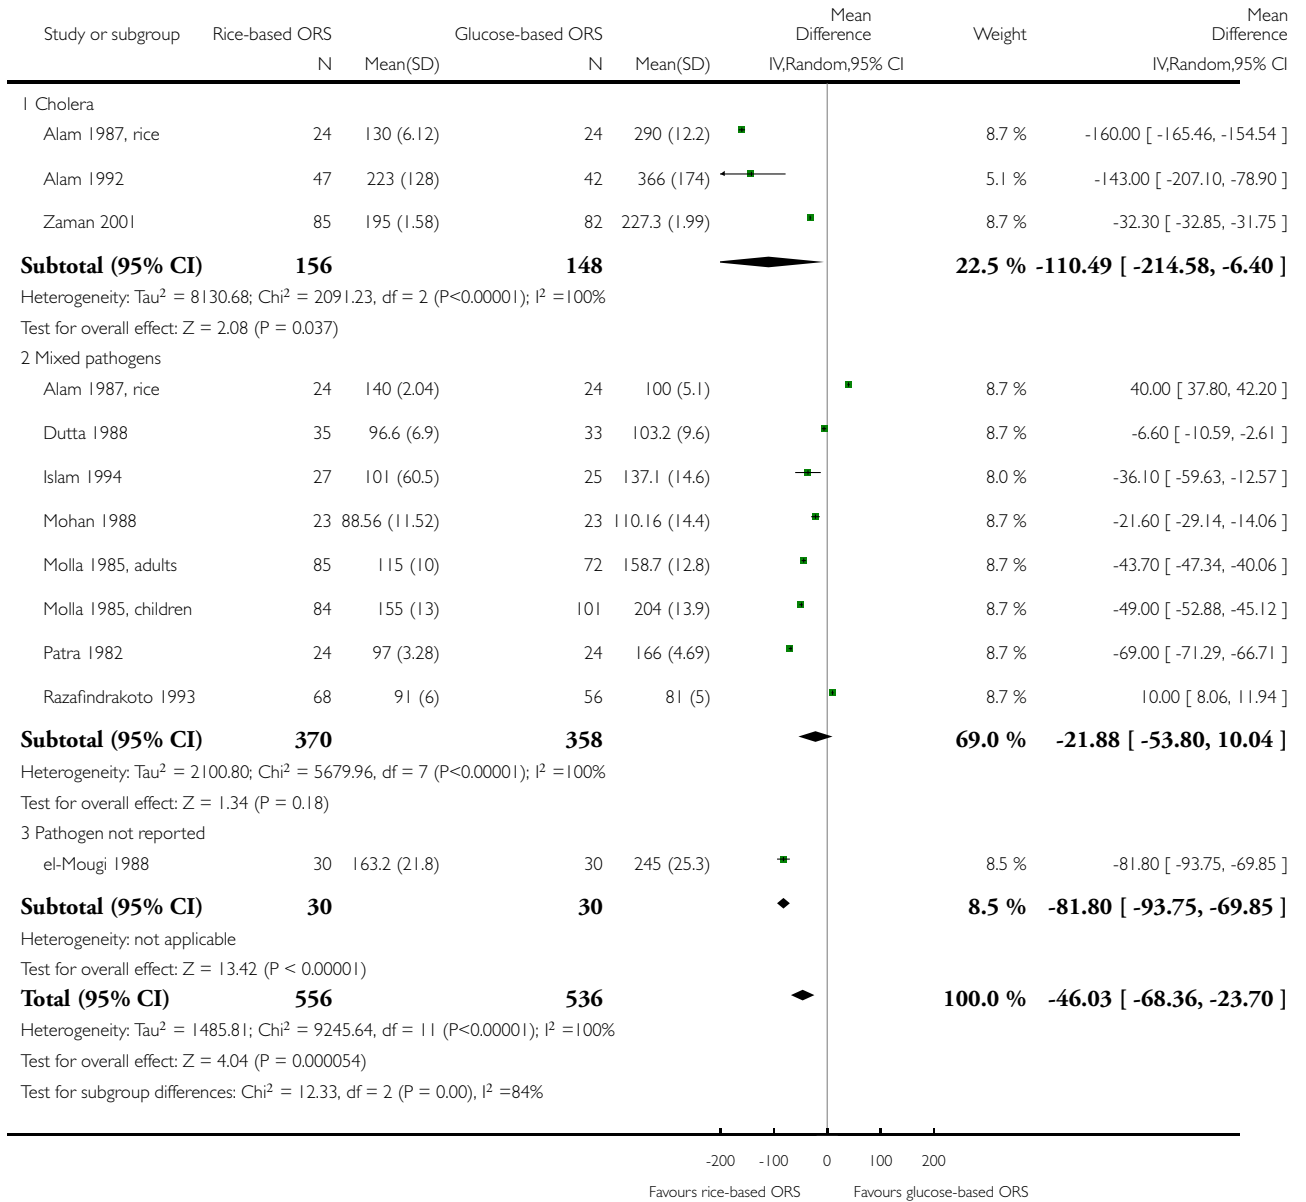 Study or subgroup Rice-based ORS Glucose-based ORS Mean Difference Weight Mean Difference
N Mean(SD) N Mean(SD) IV,Random,95% CI IV,Random,95% CI
1 Cholera
Alam 1987, rice 24 130 (6.12) 24 290 (12.2) 8.7 % -160.00 [ -165.46, -154.54 ]
Alam 1992 47 223 (128) 42 366 (174) 5.1 % -143.00 [ -207.10, -78.90 ]
Zaman 2001 85 195 (1.58) 82 227.3 (1.99) 8.7 % -32.30 [ -32.85, -31.75 ]
Subtotal (95% CI) 156 148 22.5 % -110.49 [ -214.58, -6.40 ]
Heterogeneity: Tau² = 8130.68; Chi² = 2091.23, df = 2 (P<0.00001); I² =100%
Test for overall effect: Z = 2.08 (P = 0.037)
2 Mixed pathogens
Alam 1987, rice 24 140 (2.04) 24 100 (5.1) 8.7 % 40.00 [ 37.80, 42.20 ]
Dutta 1988 35 96.6 (6.9) 33 103.2 (9.6) 8.7 % -6.60 [ -10.59, -2.61 ]
Islam 1994 27 101 (60.5) 25 137.1 (14.6) 8.0 % -36.10 [ -59.63, -12.57 ]
Mohan 1988 23 88.56 (11.52) 23 110.16 (14.4) 8.7 % -21.60 [ -29.14, -14.06 ]
Molla 1985, adults 85 115 (10) 72 158.7 (12.8) 8.7 % -43.70 [ -47.34, -40.06 ]
Molla 1985, children 84 155 (13) 101 204 (13.9) 8.7 % -49.00 [ -52.88, -45.12 ]
Patra 1982 24 97 (3.28) 24 166 (4.69) 8.7 % -69.00 [ -71.29, -66.71 ]
Razafindrakoto 1993 68 91 (6) 56 81 (5) 8.7 % 10.00 [ 8.06, 11.94 ]
Subtotal (95% CI) 370 358 69.0 % -21.88 [ -53.80, 10.04 ]
Heterogeneity: Tau² = 2100.80; Chi² = 5679.96, df = 7 (P<0.00001); I² =100%
Test for overall effect: Z = 1.34 (P = 0.18)
3 Pathogen not reported
el-Mougi 1988 30 163.2 (21.8) 30 245 (25.3) 8.5 % -81.80 [ -93.75, -69.85 ]
Subtotal (95% CI) 30 30 8.5 % -81.80 [ -93.75, -69.85 ]
Heterogeneity: not applicable
Test for overall effect: Z = 13.42 (P < 0.00001)
Total (95% CI) 556 536 100.0 % -46.03 [ -68.36, -23.70 ]
Heterogeneity: Tau² = 1485.81; Chi² = 9245.64, df = 11 (P<0.00001); I² =100%
Test for overall effect: Z = 4.04 (P = 0.000054)
Test for subgroup differences: Chi² = 12.33, df = 2 (P = 0.00), I² =84%
-200 -100 0 100 200
Favours rice-based ORS Favours glucose-based ORS